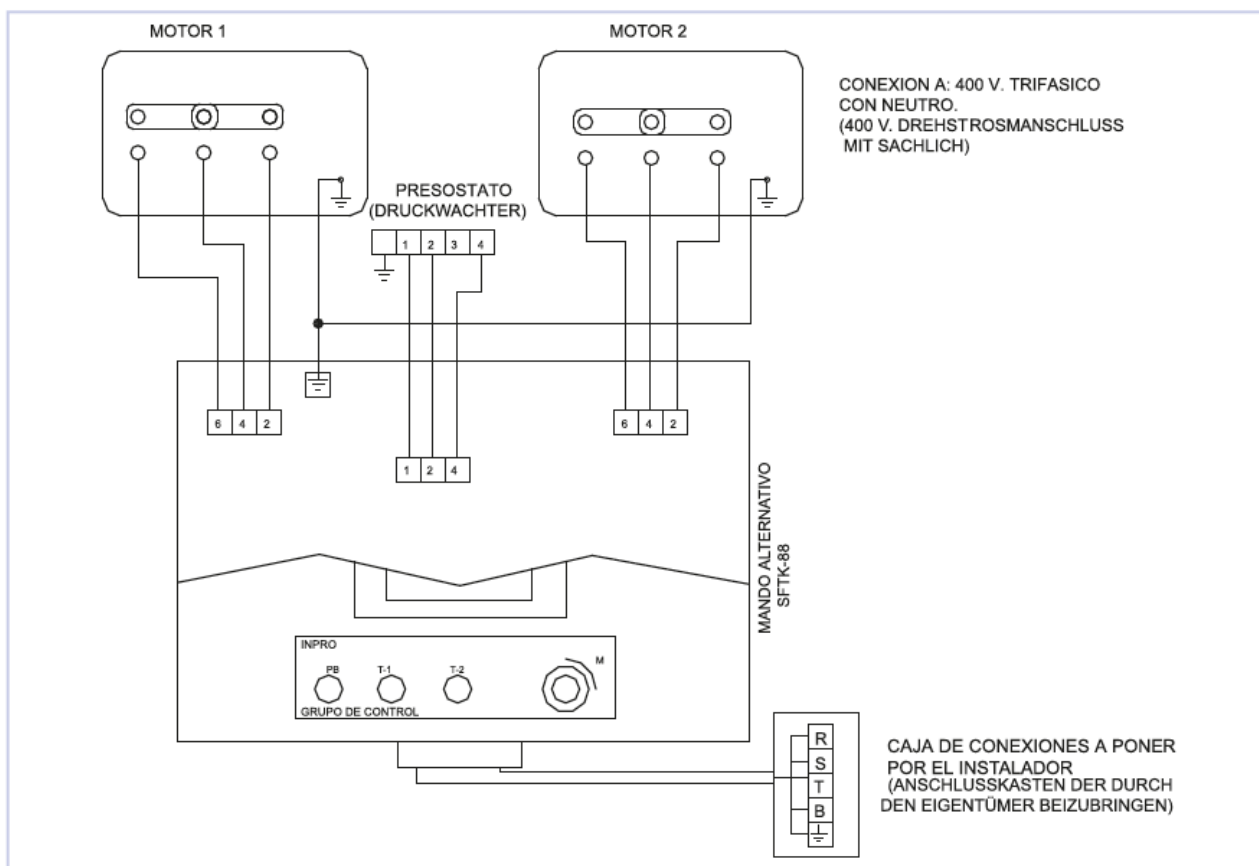 MOTOR 1
MOTOR 2
CONEXION A: 400 V. TRIFASICO
CON NEUTRO.
(400 V. DREHSTROSMANSCHLUSS
MIT SACHLICH)
PRESOSTATO
(DRUCKWACHTER)
1 2 3 4
6 4 2
6 4 2
1 2 4
MANDO ALTERNATIVO
SFTK-88
INPRO
PB T-1 T-2 M
GRUPO DE CONTROL
R
S
T
B
CAJA DE CONEXIONES A PONER
POR EL INSTALADOR
(ANSCHLUSSKASTEN DER DURCH
DEN EIGENTÜMER BEIZUBRINGEN)